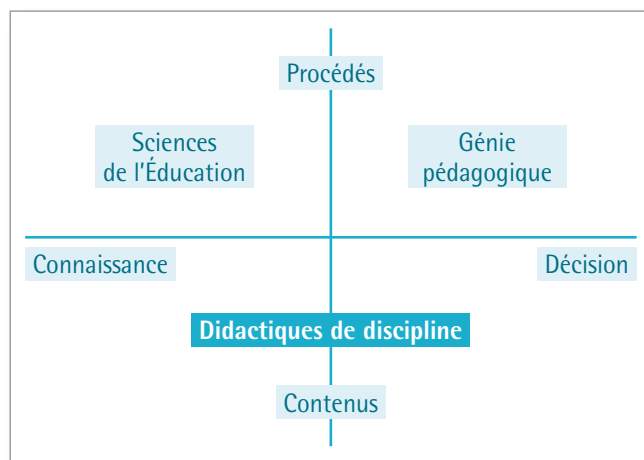 Procédés
Sciences
de l'Éducation
Génie
pédagogique
Connaissance
Décision
Didactiques de discipline
Contenus